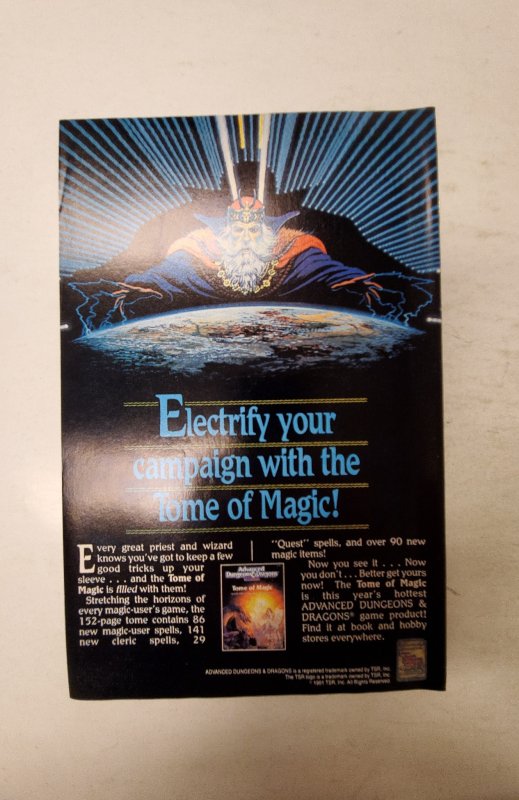 Electrify your
campaign with the
Tome of Magic!
Every great priest and wizard
knows you've got to keep a few
good tricks up your
sleeve . . . and the Tome of
Magic is filled with them!
Stretching the horizons of
every magic-user's game, the
152-page tome contains 86
new magic-user spells, 141
new cleric spells, 29
"Quest" spells, and over 90 new
magic items!
Now you see it . . . Now
you don't . . . Better get yours
now! The Tome of Magic
is this year's hottest
ADVANCED DUNGEONS &
DRAGONS® game product!
Find it at book and hobby
stores everywhere.
Advanced
Dungeons & Dragons
Tome of Magic
ADVANCED DUNGEONS & DRAGONS is a registered trademark owned by TSR, Inc.
The TSR logo is a trademark owned by TSR, Inc.
©1991 TSR, Inc. All Rights Reserved.